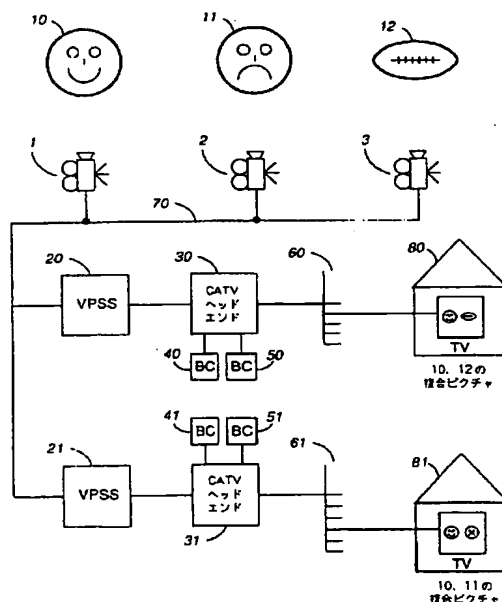 10
11
12
1
2
3
70
20
30
60
80
VPSS
CATV
ヘッド
エンド
BC
BC
40
50
TV
10, 12の
複合ピクチャ
41
51
BC
BC
21
61
81
VPSS
CATV
ヘッド
エンド
31
TV
10, 11の
複合ピクチャ